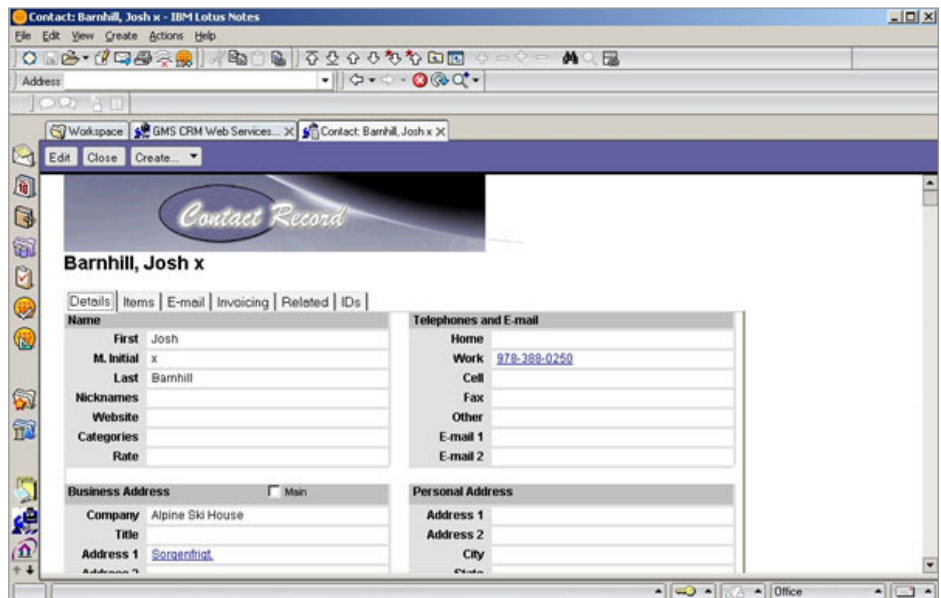 Contact: Barnhill, Josh x - IBM Lotus Notes
File Edit View Create Actions Help
Address
Workspace GMS CRM Web Services... Contact: Barnhill, Josh x
Edit Close Create...
Contact Record
Barnhill, Josh x
Details Items E-mail Invoicing Related IDs
Name Telephones and E-mail
First Josh Home
M. Initial x Work 978-388-0250
Last Barnhill Cell
Nicknames Fax
Website Other
Categories E-mail 1
Rate E-mail 2
Business Address Main Personal Address
Company Alpine Ski House Address 1
Title Address 2
Address 1 Sorgenfrigt. City
Address 2 State
Office